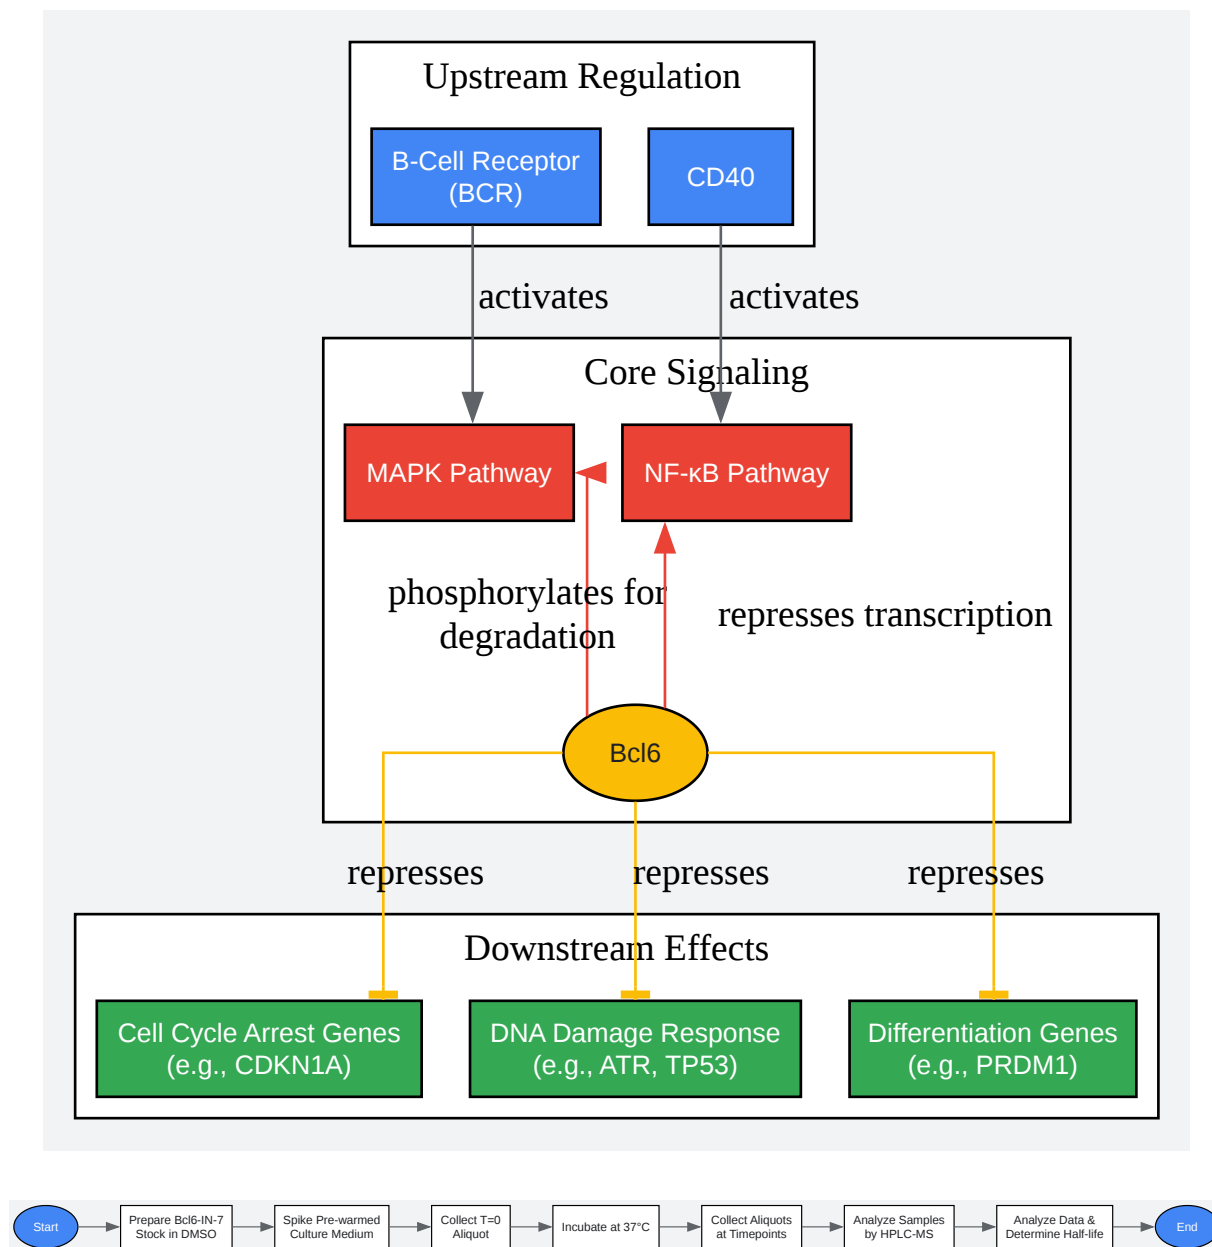 Upstream Regulation
B-Cell Receptor
(BCR)
CD40
activates
activates
Core Signaling
MAPK Pathway
NF-κB Pathway
phosphorylates for
degradation
represses transcription
Bcl6
represses
represses
represses
Downstream Effects
Cell Cycle Arrest Genes
(e.g., CDKN1A)
DNA Damage Response
(e.g., ATR, TP53)
Differentiation Genes
(e.g., PRDM1)
Start
Prepare Bcl6-IN-7
Stock in DMSO
Spike Pre-warmed
Culture Medium
Collect T=0
Aliquot
Incubate at 37°C
Collect Aliquots
at Timepoints
Analyze Samples
by HPLC-MS
Analyze Data &
Determine Half-life
End